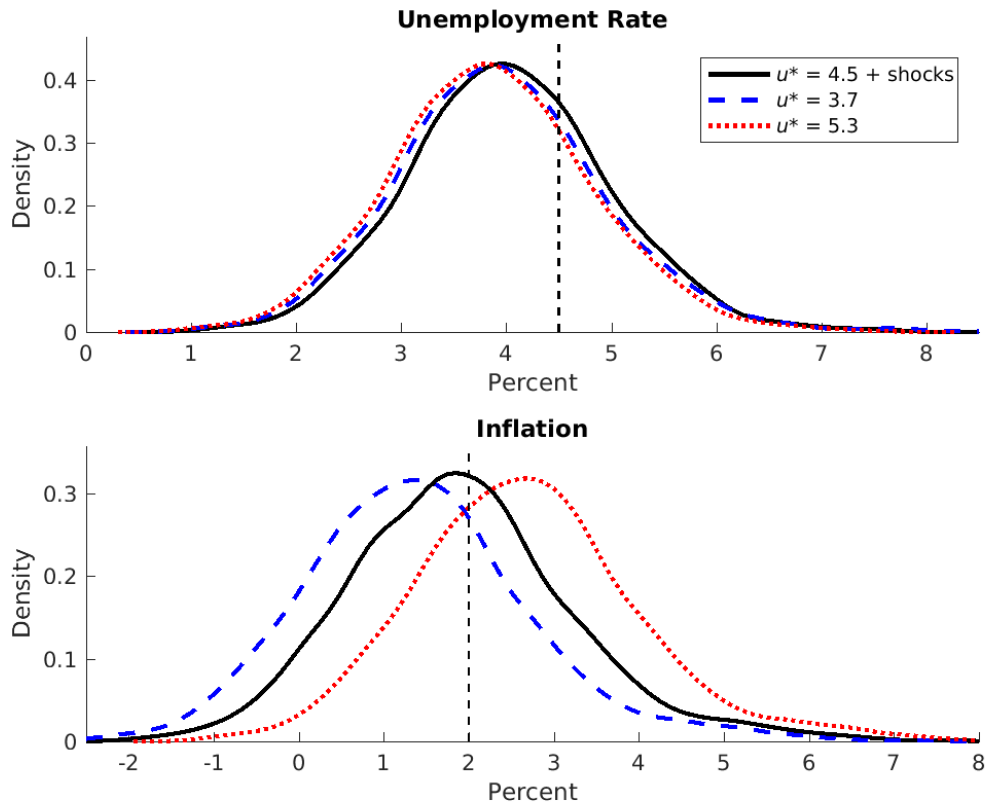 Unemployment Rate
Density
0.4
0.3
0.2
0.1
0
u* = 4.5 + shocks
u* = 3.7
u* = 5.3
0 1 2 3 4 5 6 7 8
Percent
Inflation
Density
0.3
0.2
0.1
0
-2 -1 0 1 2 3 4 5 6 7 8
Percent